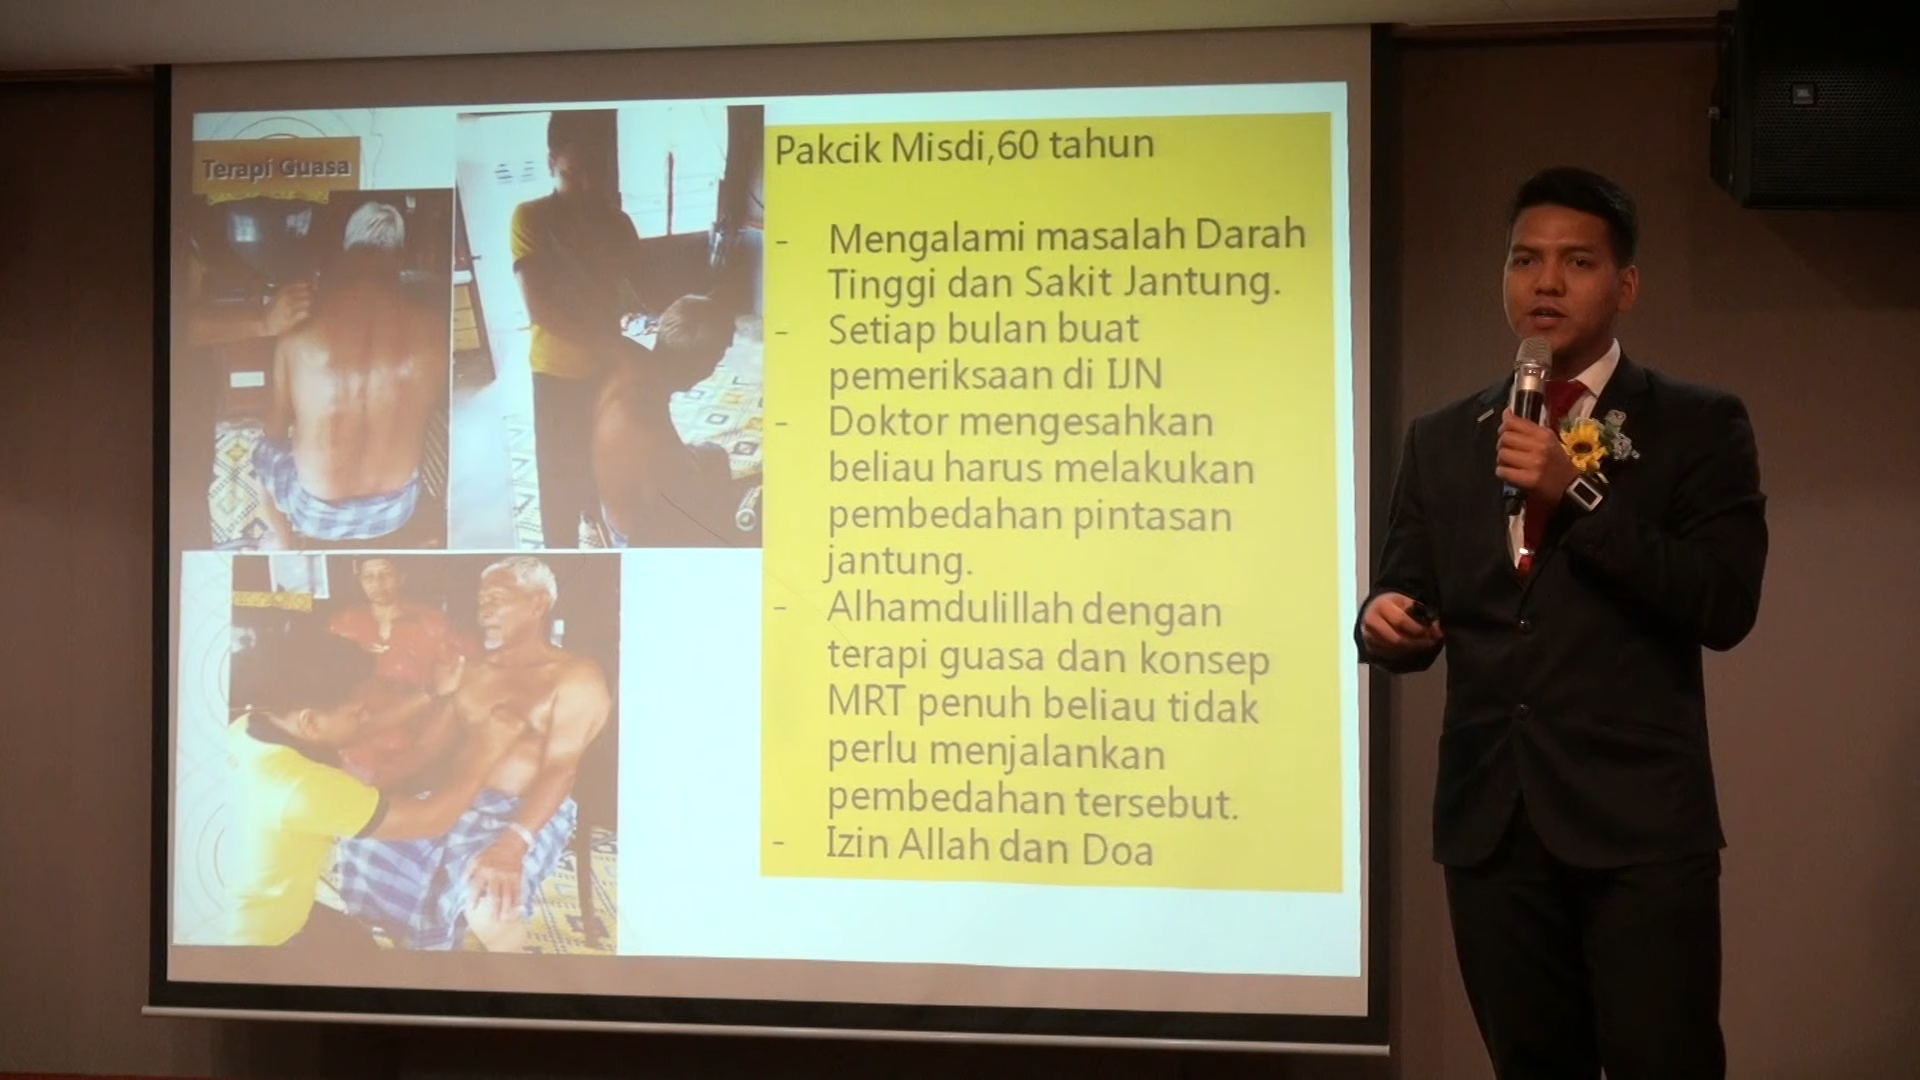 Terapi Guasa
Pakcik Misdi,60 tahun
- Mengalami masalah Darah
Tinggi dan Sakit Jantung.
- Setiap bulan buat
pemeriksaan di IJN
- Doktor mengesahkan
beliau harus melakukan
pembedahan pintasan
jantung.
- Alhamdulillah dengan
terapi guasa dan konsep
MRT penuh beliau tidak
perlu menjalankan
pembedahan tersebut.
- Izin Allah dan Doa
JBL